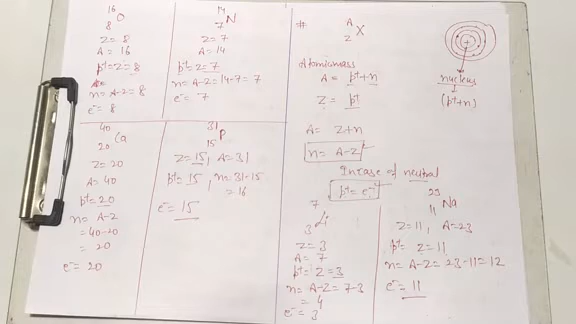 16
O
8
Z = 8
A = 16
p+ = Z = 8
n = A-Z = 8
e- = 8
14
N
7
Z = 7
A = 14
p+ = Z = 7
n = A-Z = 14-7 = 7
e- = 7
40
Ca
20
Z = 20
A = 40
p+ = 20
n = A-Z
= 40-20
= 20
e- = 20
31
P
15
Z = 15, A = 31
p+ = 15, n = 31-15
= 16
e- = 15
# A
X
Z
nucleus
(p++n)
Atomicmass
A = p++n
Z = p+
A = Z+n
n = A-Z
In case of neutral
p+ = e-
7
Li
3
Z = 3
A = 7
p+ = Z = 3
n = A-Z = 7-3
= 4
e- = 3
23
Na
11
Z = 11, A = 23
p+ Z = 11
n = A-Z = 23-11 = 12
e- = 11